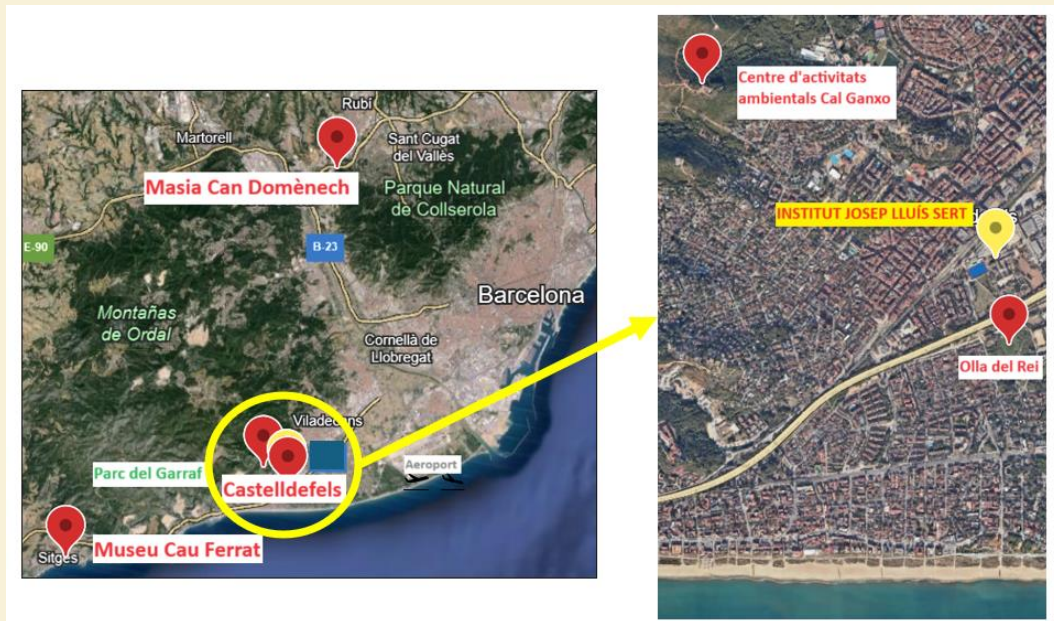 Rubí
Martorell
Sant Cugat
del Vallès
Masia Can Domènech
Parque Natural
de Collserola
E-90
B-23
Barcelona
Montañas
de Ordal
Cornellà de
Llobregat
Viladecans
Parc del Garraf
Aeroport
Castelldefels
Museu Cau Ferrat
Sitges
Centre d'activitats
ambientals Cal Ganxo
INSTITUT JOSEP LLUÍS SERT
Olla del Rei